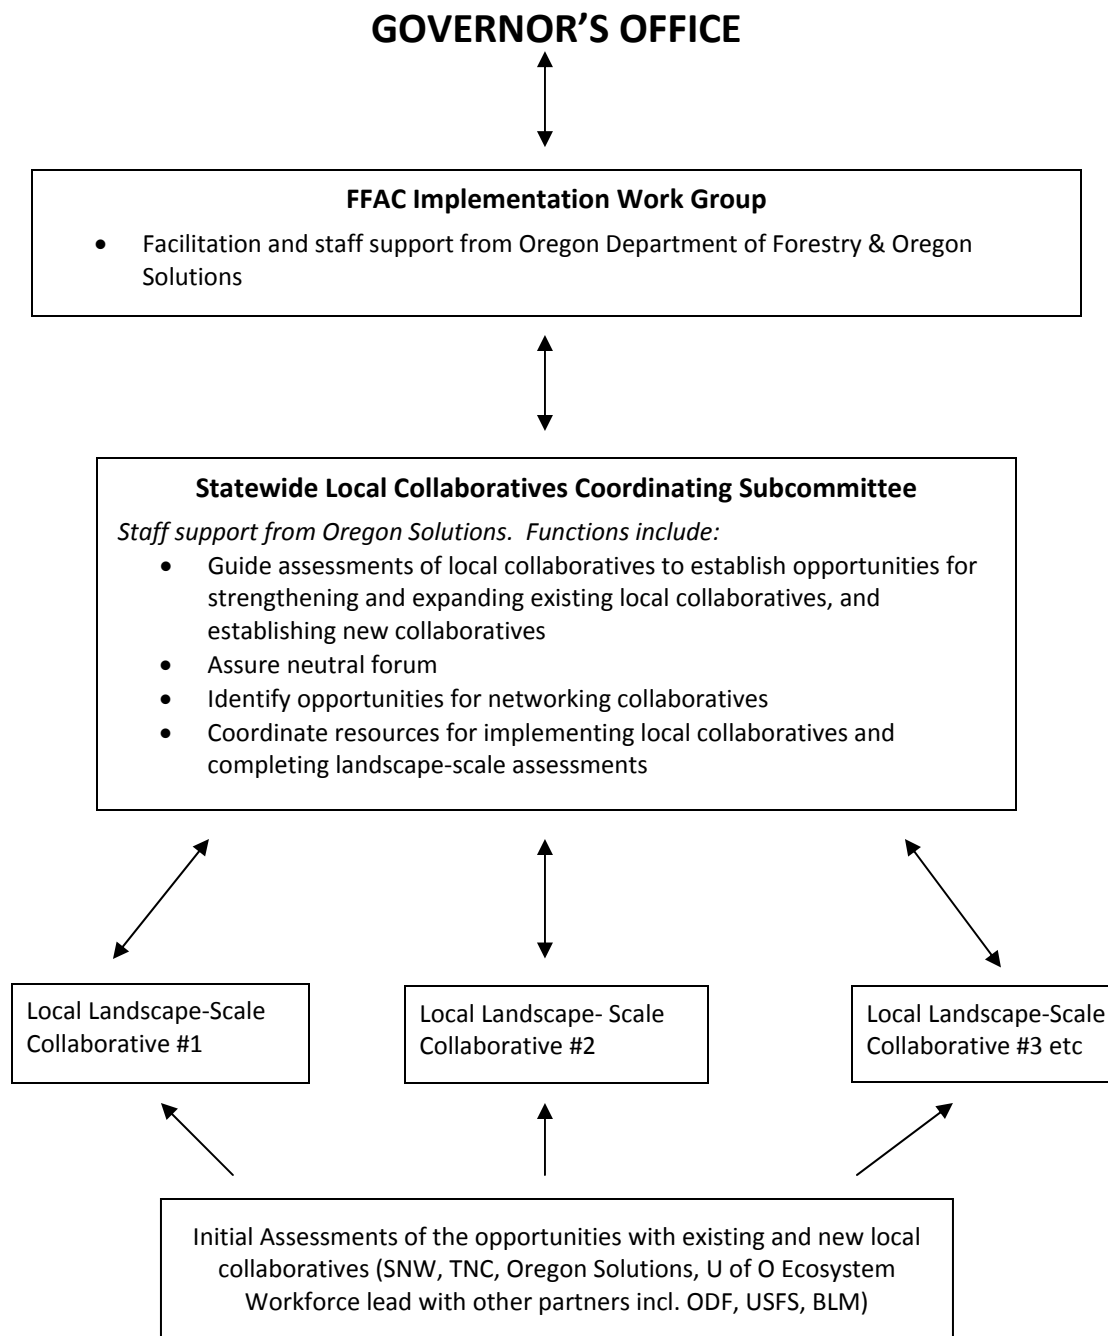 GOVERNOR’S OFFICE
FFAC Implementation Work Group
• Facilitation and staff support from Oregon Department of Forestry & Oregon
Solutions
Statewide Local Collaboratives Coordinating Subcommittee
Staff support from Oregon Solutions.  Functions include:
• Guide assessments of local collaboratives to establish opportunities for
strengthening and expanding existing local collaboratives, and
establishing new collaboratives
• Assure neutral forum
• Identify opportunities for networking collaboratives
• Coordinate resources for implementing local collaboratives and
completing landscape-scale assessments
Local Landscape-Scale
Collaborative #1
Local Landscape- Scale
Collaborative #2
Local Landscape-Scale
Collaborative #3 etc
Initial Assessments of the opportunities with existing and new local
collaboratives (SNW, TNC, Oregon Solutions, U of O Ecosystem
Workforce lead with other partners incl. ODF, USFS, BLM)